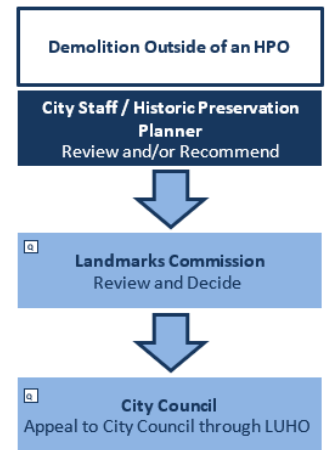 Demolition Outside of an HPO
City Staff / Historic Preservation
Planner
Review and/or Recommend
Q
Landmarks Commission
Review and Decide
Q
City Council
Appeal to City Council through LUHO